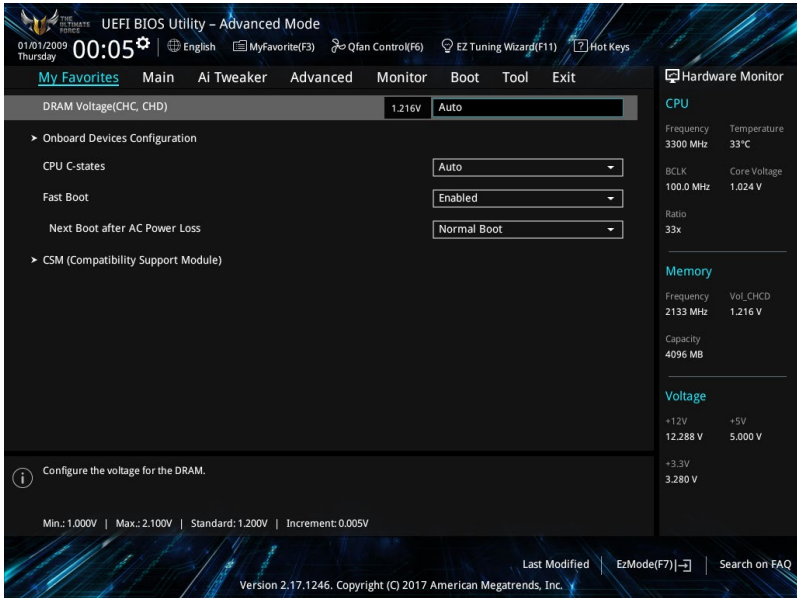 THE ULTIMATE FORCE
UEFI BIOS Utility – Advanced Mode
01/01/2009
Thursday
00:05
English
MyFavorite(F3)
Qfan Control(F6)
EZ Tuning Wizard(F11)
? Hot Keys
My Favorites Main Ai Tweaker Advanced Monitor Boot Tool Exit
DRAM Voltage(CHC, CHD) 1.216V Auto
> Onboard Devices Configuration
CPU C-states Auto
Fast Boot Enabled
Next Boot after AC Power Loss Normal Boot
> CSM (Compatibility Support Module)
Configure the voltage for the DRAM.
Min.: 1.000V | Max.: 2.100V | Standard: 1.200V | Increment: 0.005V
Hardware Monitor
CPU
Frequency Temperature
3300 MHz 33°C
BCLK Core Voltage
100.0 MHz 1.024 V
Ratio
33x
Memory
Frequency Vol_CHCD
2133 MHz 1.216 V
Capacity
4096 MB
Voltage
+12V +5V
12.288 V 5.000 V
+3.3V
3.280 V
Last Modified | EzMode(F7) | Search on FAQ
Version 2.17.1246. Copyright (C) 2017 American Megatrends, Inc.